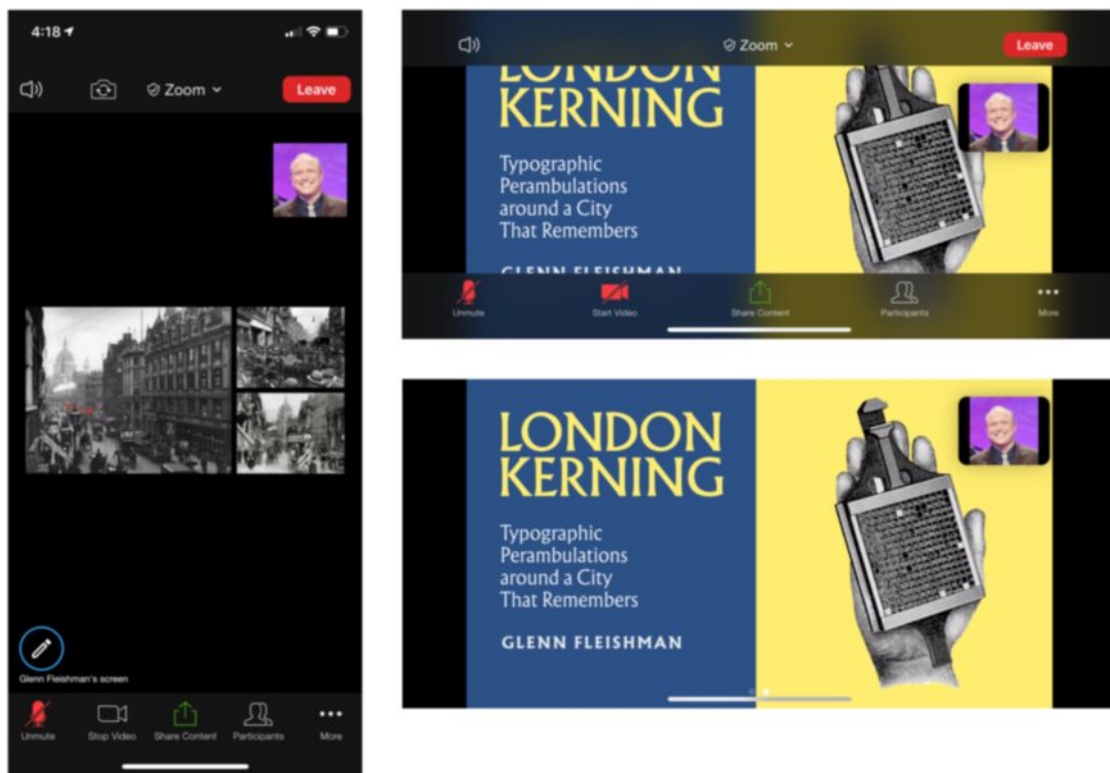 4:18
Zoom
Leave
Glenn Fleishman's screen
Unmute
Stop Video
Share Content
Participants
More
Zoom
Leave
LONDON
KERNING
Typographic
Perambulations
around a City
That Remembers
GLENN FLEISHMAN
Unmute
Start Video
Share Content
Participants
More
LONDON
KERNING
Typographic
Perambulations
around a City
That Remembers
GLENN FLEISHMAN